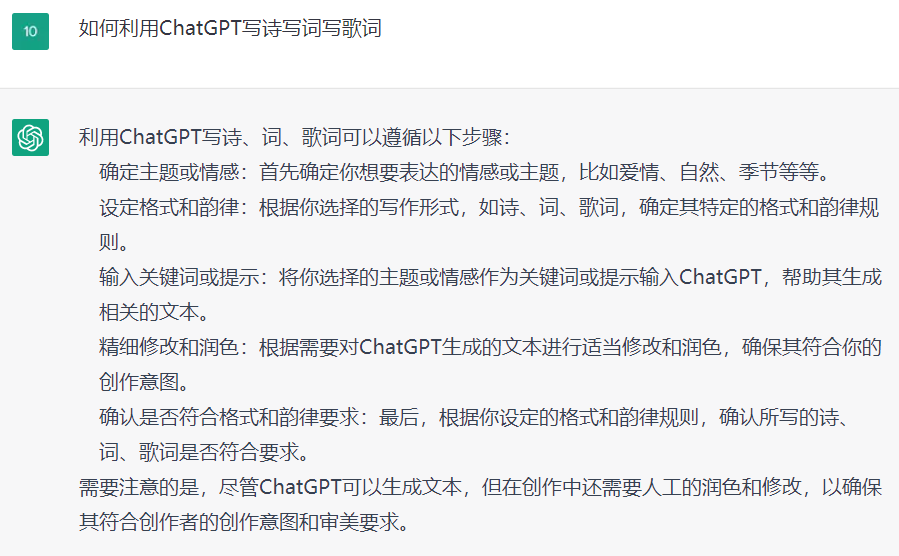 10
如何利用ChatGPT写诗写词写歌词
利用ChatGPT写诗、词、歌词可以遵循以下步骤：
确定主题或情感：首先确定你想要表达的情感或主题，比如爱情、自然、季节等等。
设定格式和韵律：根据你选择的写作形式，如诗、词、歌词，确定其特定的格式和韵律规
则。
输入关键词或提示：将你选择的主题或情感作为关键词或提示输入ChatGPT，帮助其生成
相关的文本。
精细修改和润色：根据需要对ChatGPT生成的文本进行适当修改和润色，确保其符合你的
创作意图。
确认是否符合格式和韵律要求：最后，根据你设定的格式和韵律规则，确认所写的诗、
词、歌词是否符合要求。
需要注意的是，尽管ChatGPT可以生成文本，但在创作中还需要人工的润色和修改，以确保
其符合创作者的创作意图和审美要求。